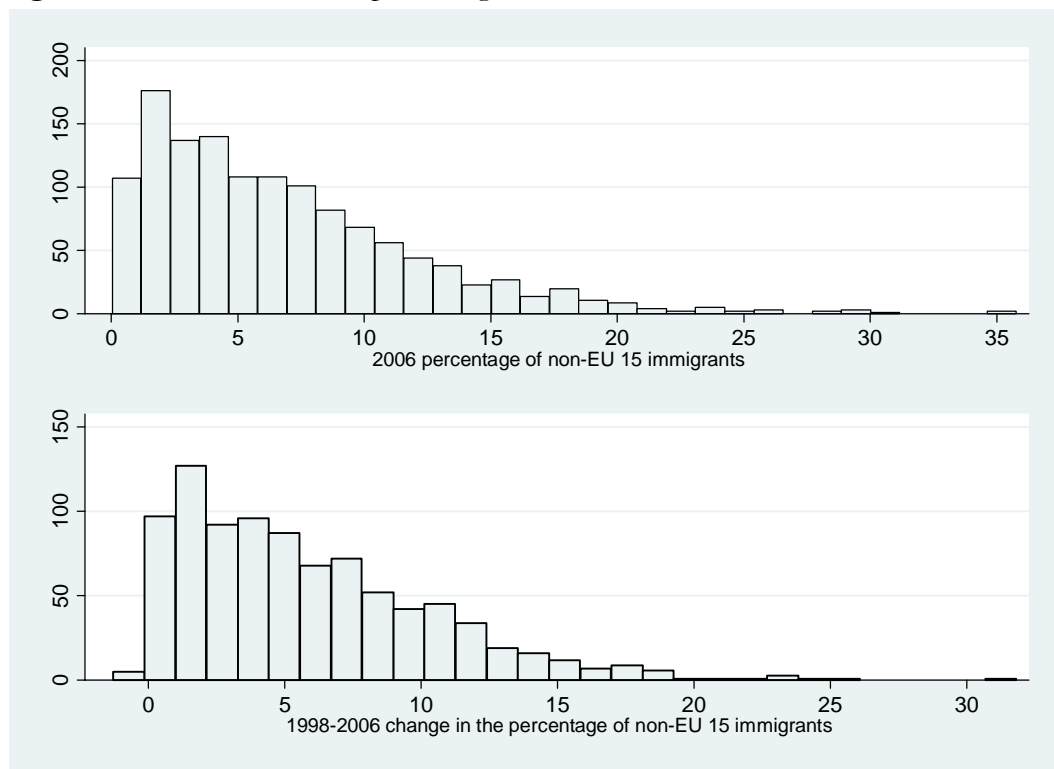 0 50 100 150 200
0 5 10 15 20 25 30 35
2006 percentage of non-EU 15 immigrants
0 50 100 150
0 5 10 15 20 25 30
1998-2006 change in the percentage of non-EU 15 immigrants